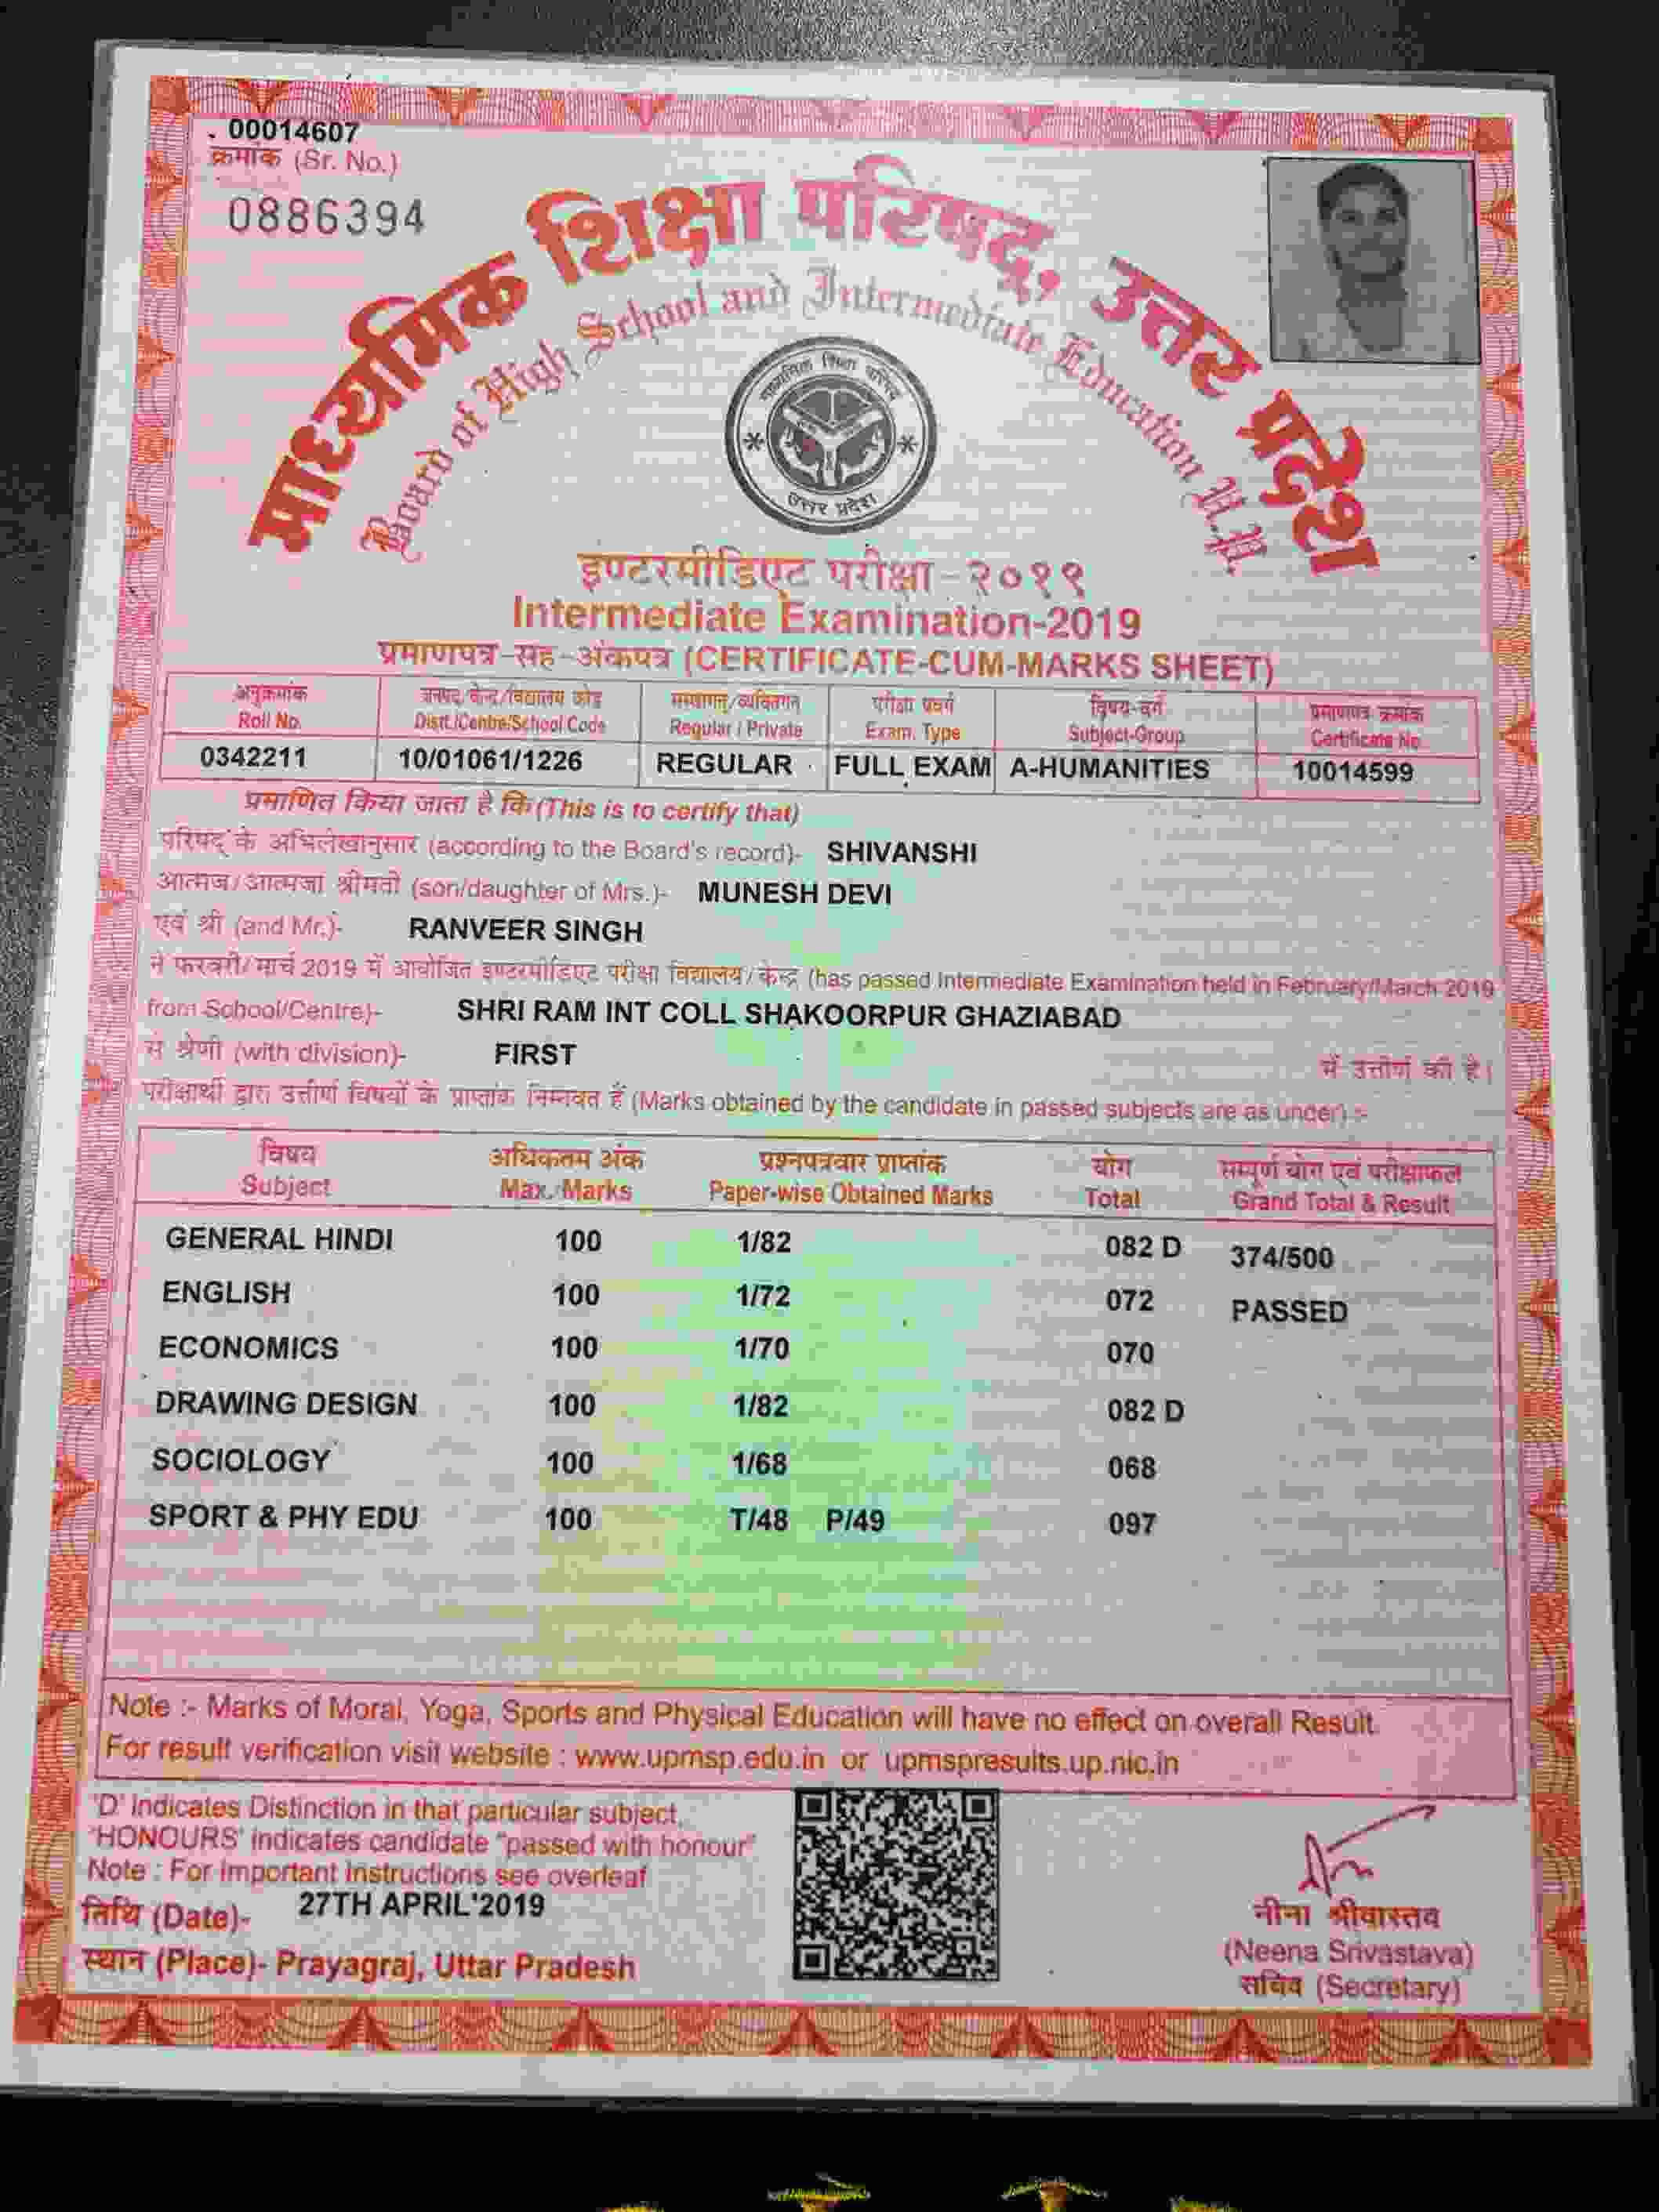 . 00014607
क्रमांक (Sr. No.)
0886394
माध्यमिक शिक्षा परिषद्, उत्तर प्रदेश
Board of High School and Intermediate Education U.P.
माध्यमिक शिक्षा परिषद
उत्तर प्रदेश
इण्टरमीडिएट परीक्षा-२०१९
Intermediate Examination-2019
प्रमाणपत्र-सह-अंकपत्र (CERTIFICATE-CUM-MARKS SHEET)
अनुक्रमांक जनपद, केन्द्र/विद्यालय कोड संस्थागत/व्यक्तिगत परीक्षा प्रवर्ग विषय-वर्ग प्रमाणपत्र क्रमांक
Roll No. Distt./Centre/School Code Regular / Private Exam. Type Subject-Group Certificate No.
0342211 10/01061/1226 REGULAR FULL EXAM A-HUMANITIES 10014599
प्रमाणित किया जाता है कि (This is to certify that)
परिषद् के अभिलेखानुसार (according to the Board's record)- SHIVANSHI
आत्मज/आत्मजा श्रीमती (son/daughter of Mrs.)- MUNESH DEVI
एवं श्री (and Mr.)- RANVEER SINGH
ने फरवरी/मार्च 2019 में आयोजित इण्टरमीडिएट परीक्षा विद्यालय/केन्द्र (has passed Intermediate Examination held in February/March 2019
from School/Centre)- SHRI RAM INT COLL SHAKOORPUR GHAZIABAD
से श्रेणी (with division)- FIRST में उत्तीर्ण की है।
परीक्षार्थी द्वारा उत्तीर्ण विषयों के प्राप्तांक निम्नवत हैं (Marks obtained by the candidate in passed subjects are as under) :-
विषय अधिकतम अंक प्रश्नपत्रवार प्राप्तांक योग सम्पूर्ण योग एवं परीक्षाफल
Subject Max. Marks Paper-wise Obtained Marks Total Grand Total & Result
GENERAL HINDI 100 1/82 082 D 374/500
ENGLISH 100 1/72 072 PASSED
ECONOMICS 100 1/70 070
DRAWING DESIGN 100 1/82 082 D
SOCIOLOGY 100 1/68 068
SPORT & PHY EDU 100 T/48 P/49 097
Note :- Marks of Moral, Yoga, Sports and Physical Education will have no effect on overall Result.
For result verification visit website : www.upmsp.edu.in or upmspresults.up.nic.in
'D' Indicates Distinction in that particular subject.
'HONOURS' indicates candidate "passed with honour"
Note : For Important Instructions see overleaf
तिथि (Date)- 27TH APRIL'2019
स्थान (Place)- Prayagraj, Uttar Pradesh
नीना श्रीवास्तव
(Neena Srivastava)
सचिव (Secretary)